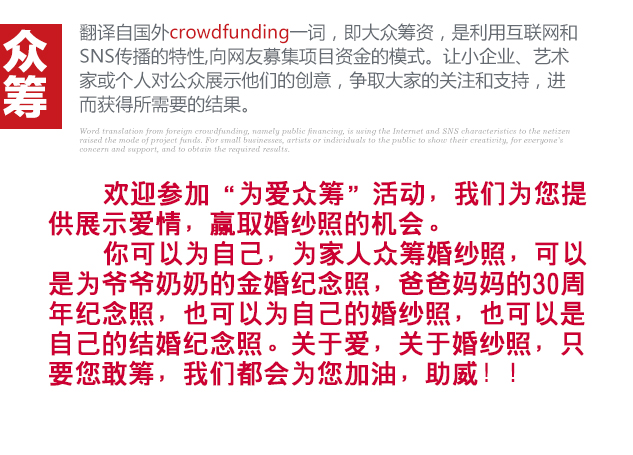 众筹
翻译自国外crowdfunding一词，即大众筹资，是利用互联网和
SNS传播的特性,向网友募集项目资金的模式。让小企业、艺术
家或个人对公众展示他们的创意，争取大家的关注和支持，进
而获得所需要的结果。
Word translation from foreign crowdfunding, namely public financing, is using the Internet and SNS characteristics to the netizen
raised the mode of project funds. For small businesses, artists or individuals to the public to show their creativity, for everyone's
concern and support, and to obtain the required results.
欢迎参加“为爱众筹”活动，我们为您提
供展示爱情，赢取婚纱照的机会。
你可以为自己，为家人众筹婚纱照，可以
是为爷爷奶奶的金婚纪念照，爸爸妈妈的30周
年纪念照，也可以为自己的婚纱照，也可以是
自己的结婚纪念照。关于爱，关于婚纱照，只
要您敢筹，我们都会为您加油，助威！！